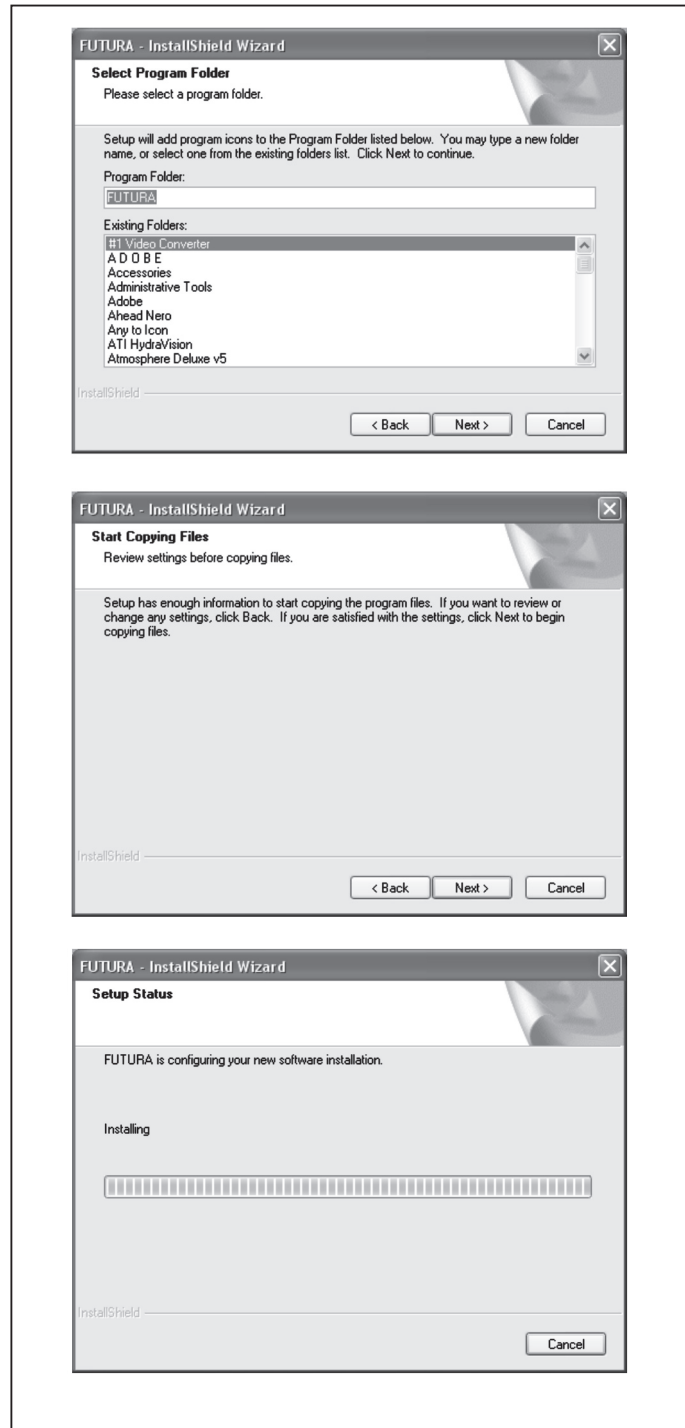 FUTURA - InstallShield Wizard
Select Program Folder
Please select a program folder.
Setup will add program icons to the Program Folder listed below. You may type a new folder
name, or select one from the existing folders list. Click Next to continue.
Program Folder:
FUTURA
Existing Folders:
#1 Video Converter
A D O B E
Accessories
Administrative Tools
Adobe
Ahead Nero
Any to Icon
ATI HydraVision
Atmosphere Deluxe v5
InstallShield
< Back Next > Cancel
FUTURA - InstallShield Wizard
Start Copying Files
Review settings before copying files.
Setup has enough information to start copying the program files. If you want to review or
change any settings, click Back. If you are satisfied with the settings, click Next to begin
copying files.
InstallShield
< Back Next > Cancel
FUTURA - InstallShield Wizard
Setup Status
FUTURA is configuring your new software installation.
Installing
InstallShield
Cancel